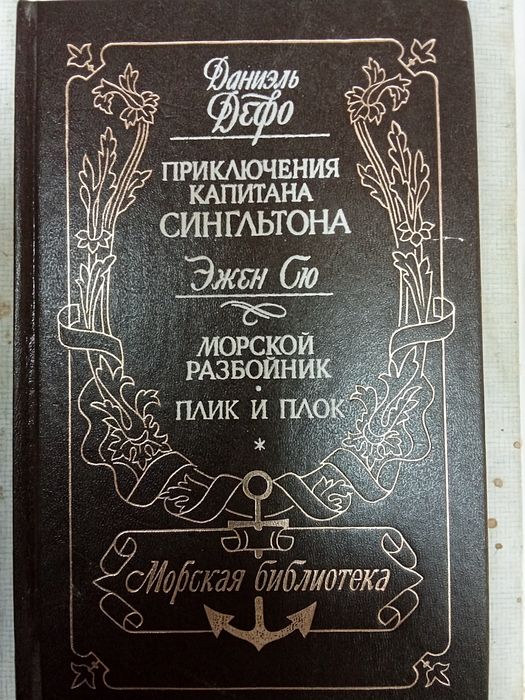 Даниэль
Дефо
ПРИКЛЮЧЕНИЯ
КАПИТАНА
СИНГЛЬТОНА
Эжен Сю
МОРСКОЙ
РАЗБОЙНИК
•
ПЛИК И ПЛОК
*
Морская библиотека